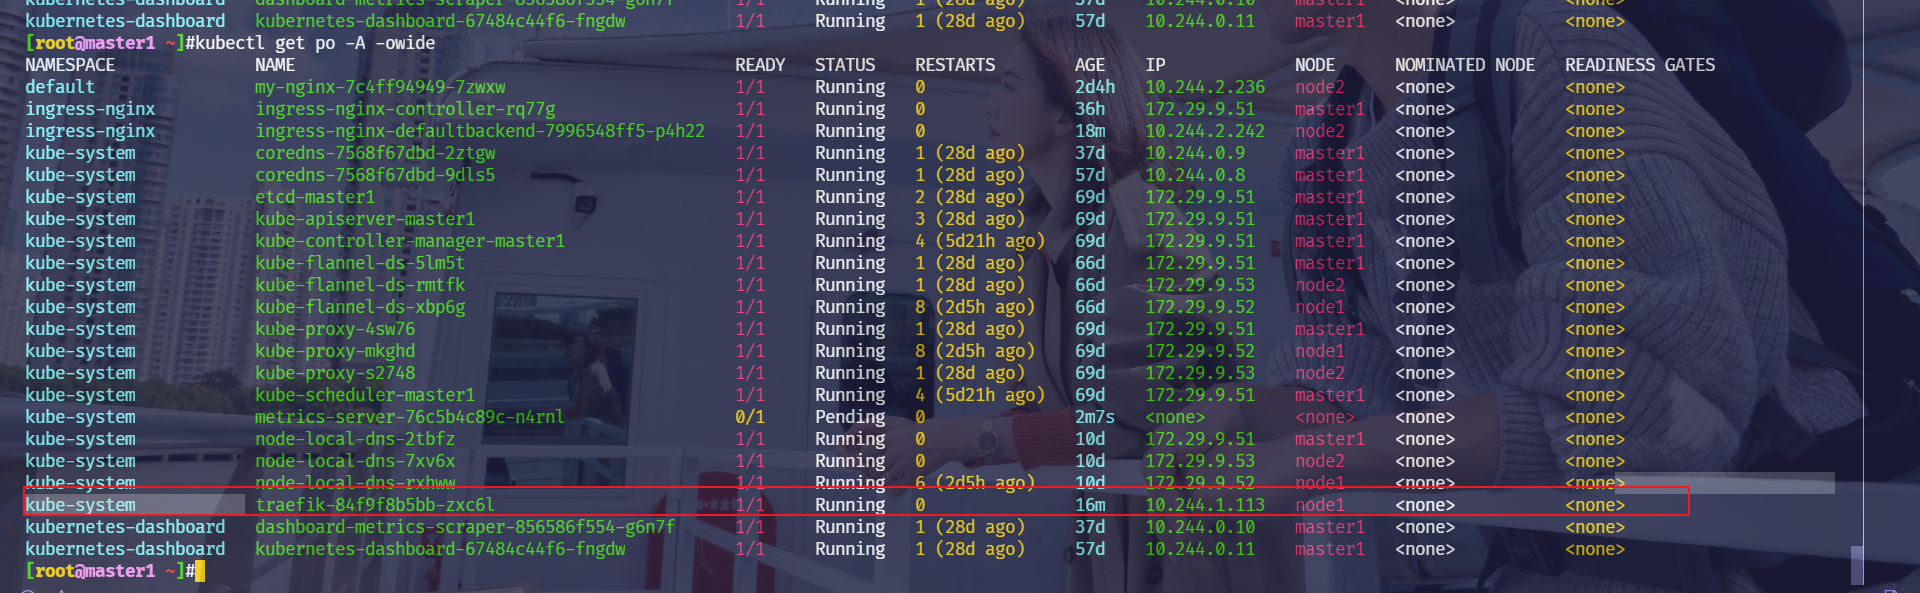 kubernetes-dashboard   dashboard-metrics-scraper-856586f554-g6n7f      1/1   Running   1 (28d ago)   37d   10.244.0.10   master1   <none>   <none>
kubernetes-dashboard   kubernetes-dashboard-67484c44f6-fngdw   1/1   Running   1 (28d ago)   57d   10.244.0.11   master1   <none>   <none>
[root@master1 ~]#kubectl get po -A -owide
NAMESPACE   NAME   READY   STATUS   RESTARTS   AGE   IP   NODE   NOMINATED NODE   READINESS GATES
default   my-nginx-7c4ff94949-7zwxw   1/1   Running   0   2d4h   10.244.2.236   node2   <none>   <none>
ingress-nginx   ingress-nginx-controller-rq77g   1/1   Running   0   36h   172.29.9.51   master1   <none>   <none>
ingress-nginx   ingress-nginx-defaultbackend-7996548ff5-p4h22   1/1   Running   0   18m   10.244.2.242   node2   <none>   <none>
kube-system   coredns-7568f67dbd-2ztgw   1/1   Running   1 (28d ago)   37d   10.244.0.9   master1   <none>   <none>
kube-system   coredns-7568f67dbd-9dls5   1/1   Running   1 (28d ago)   57d   10.244.0.8   master1   <none>   <none>
kube-system   etcd-master1   1/1   Running   2 (28d ago)   69d   172.29.9.51   master1   <none>   <none>
kube-system   kube-apiserver-master1   1/1   Running   3 (28d ago)   69d   172.29.9.51   master1   <none>   <none>
kube-system   kube-controller-manager-master1   1/1   Running   4 (5d21h ago)   69d   172.29.9.51   master1   <none>   <none>
kube-system   kube-flannel-ds-5lm5t   1/1   Running   1 (28d ago)   66d   172.29.9.51   master1   <none>   <none>
kube-system   kube-flannel-ds-rmtfk   1/1   Running   1 (28d ago)   66d   172.29.9.53   node2   <none>   <none>
kube-system   kube-flannel-ds-xbp6g   1/1   Running   8 (2d5h ago)   66d   172.29.9.52   node1   <none>   <none>
kube-system   kube-proxy-4sw76   1/1   Running   1 (28d ago)   69d   172.29.9.51   master1   <none>   <none>
kube-system   kube-proxy-mkghd   1/1   Running   8 (2d5h ago)   69d   172.29.9.52   node1   <none>   <none>
kube-system   kube-proxy-s2748   1/1   Running   1 (28d ago)   69d   172.29.9.53   node2   <none>   <none>
kube-system   kube-scheduler-master1   1/1   Running   4 (5d21h ago)   69d   172.29.9.51   master1   <none>   <none>
kube-system   metrics-server-76c5b4c89c-n4rnl   0/1   Pending   0   2m7s   <none>   <none>   <none>   <none>
kube-system   node-local-dns-2tbfz   1/1   Running   0   10d   172.29.9.51   master1   <none>   <none>
kube-system   node-local-dns-7xv6x   1/1   Running   0   10d   172.29.9.53   node2   <none>   <none>
kube-system   node-local-dns-rxhww   1/1   Running   6 (2d5h ago)   10d   172.29.9.52   node1   <none>   <none>
kube-system   traefik-84f9f8b5bb-zxc6l   1/1   Running   0   16m   10.244.1.113   node1   <none>   <none>
kubernetes-dashboard   dashboard-metrics-scraper-856586f554-g6n7f   1/1   Running   1 (28d ago)   37d   10.244.0.10   master1   <none>   <none>
kubernetes-dashboard   kubernetes-dashboard-67484c44f6-fngdw   1/1   Running   1 (28d ago)   57d   10.244.0.11   master1   <none>   <none>
[root@master1 ~]#